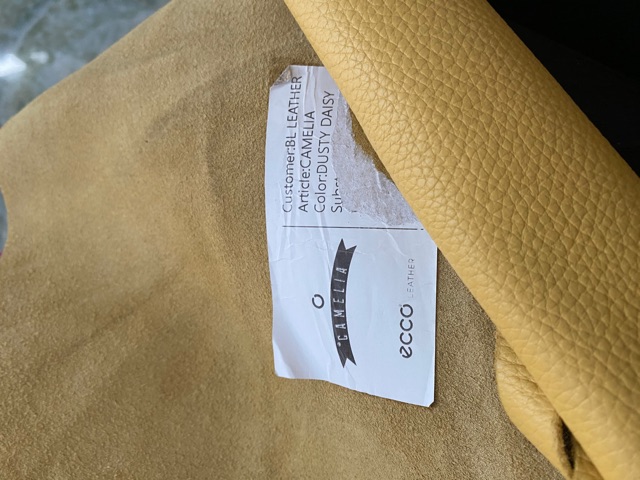 Customer:BL LEATHER
Article:CAMELIA
Color:DUSTY DAISY
CAMELIA
ecco LEATHER